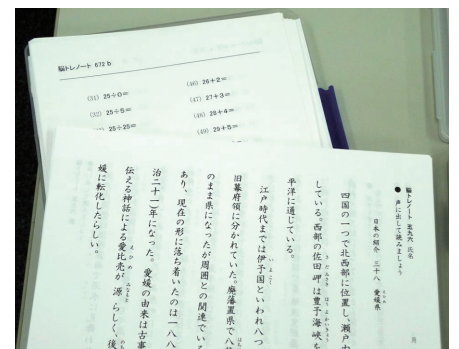 脳トレノート 672 b
(31) 25÷0=
(32) 25÷5=
25÷25=
(46) 26+2=
(47) 27+3=
(48) 28+4=
(49) 29+5=
脳トレノート 五九六 氏名
● 声に出して読みましょう
日本の紹介 三十八 愛媛県
四国の一つで北西部に位置し、瀬戸内
している。西部の佐田岬は豊予海峡を
平洋に通じている。
江戸時代までは伊予国といわれ八つ
旧幕府領に分かれていた。廃藩置県で八
のまま県になったが周囲との関連でい
あり、現在の形に落ち着いたのは一八八
治二十一)年になった。愛媛の由来は古事
伝える神話による愛比売が源らしく、後
媛に転化したらしい。